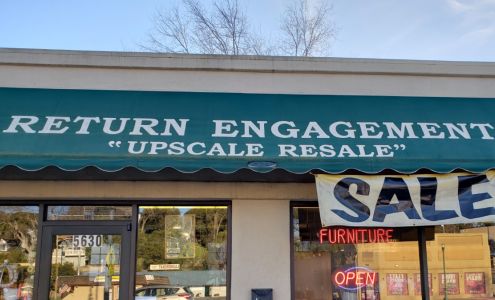 RETURN ENGAGEMENT
"UPSCALE RESALE"
SALE
FURNITURE
5630
OPEN